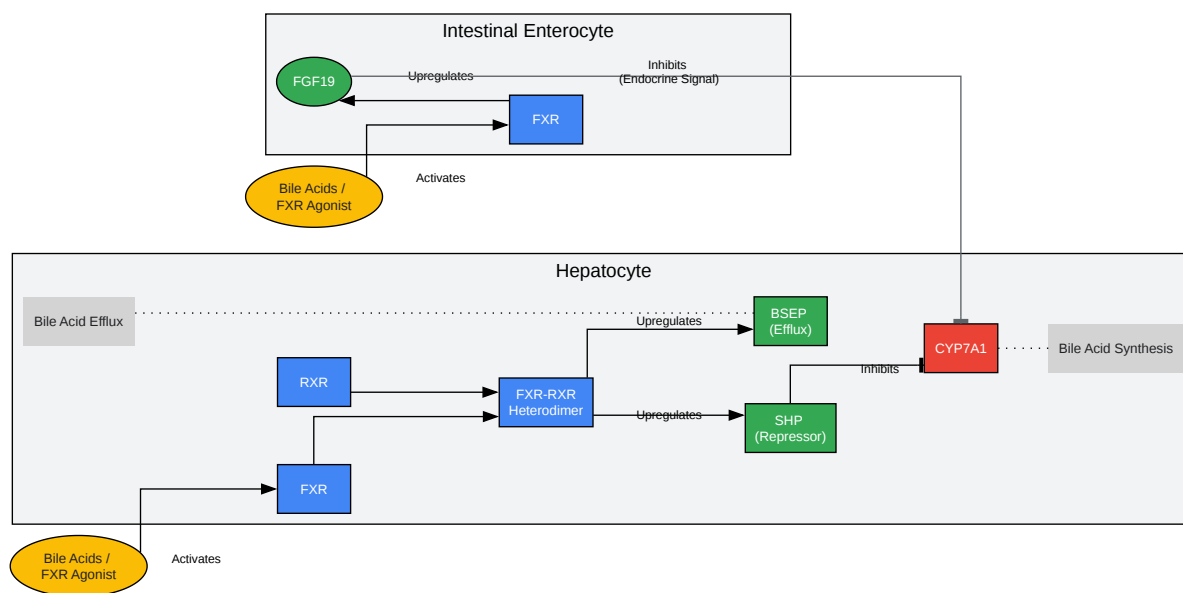 Intestinal Enterocyte
Inhibits
(Endocrine Signal)
Upregulates
FGF19
FXR
Activates
Bile Acids /
FXR Agonist
Hepatocyte
Bile Acid Efflux
BSEP
(Efflux)
Upregulates
CYP7A1
Bile Acid Synthesis
Inhibits
RXR
FXR-RXR
Heterodimer
Upregulates
SHP
(Repressor)
FXR
Bile Acids /
FXR Agonist
Activates